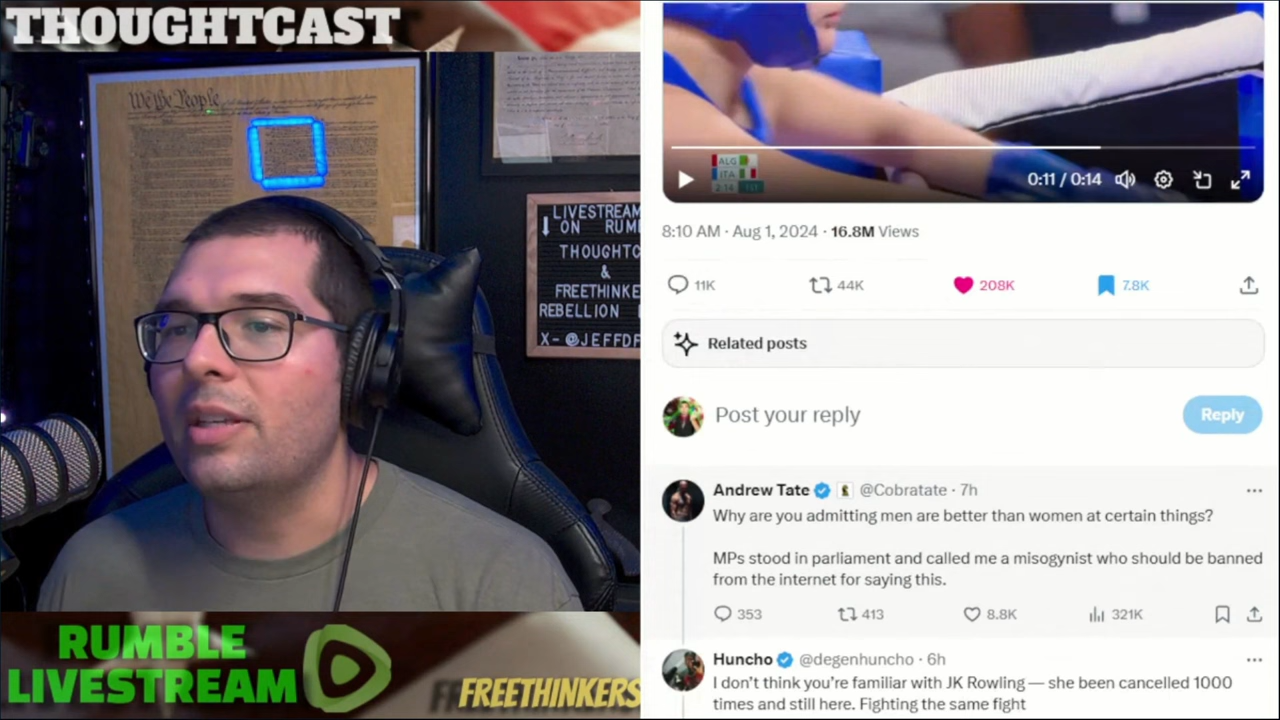 THOUGHTCAST
We the People
LIVESTREAM
ON RUM
THOUGHTC
&
FREETHINKE
REBELLION
X-@JEFFDF
RUMBLE
LIVESTREAM
FREETHINKERS
ALG
ITA
2:14 1ST
0:11 / 0:14
8:10 AM · Aug 1, 2024 · 16.8M Views
11K 44K 208K 7.8K
Related posts
Post your reply Reply
Andrew Tate @Cobratate · 7h
Why are you admitting men are better than women at certain things?
MPs stood in parliament and called me a misogynist who should be banned
from the internet for saying this.
353 413 8.8K 321K
Huncho @degenhuncho · 6h
I don't think you're familiar with JK Rowling — she been cancelled 1000
times and still here. Fighting the same fight